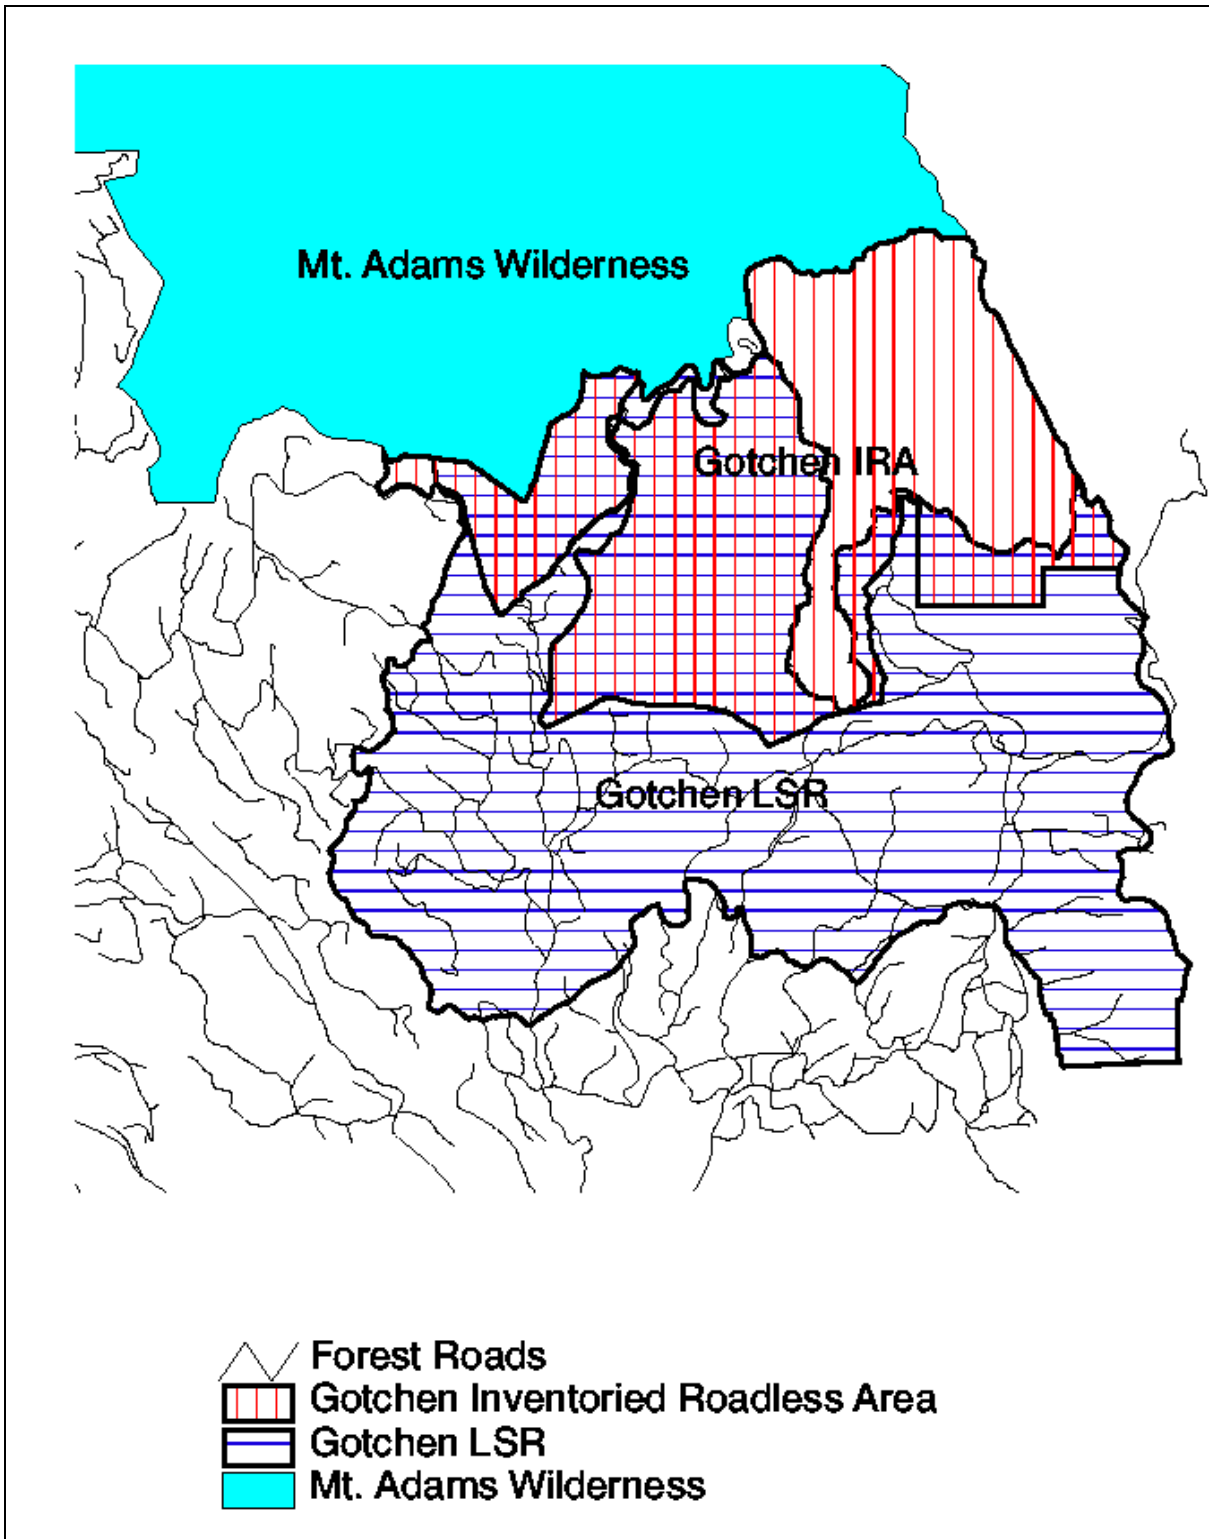 Mt. Adams Wilderness
Gotchen IRA
Gotchen LSR
Forest Roads
Gotchen Inventoried Roadless Area
Gotchen LSR
Mt. Adams Wilderness